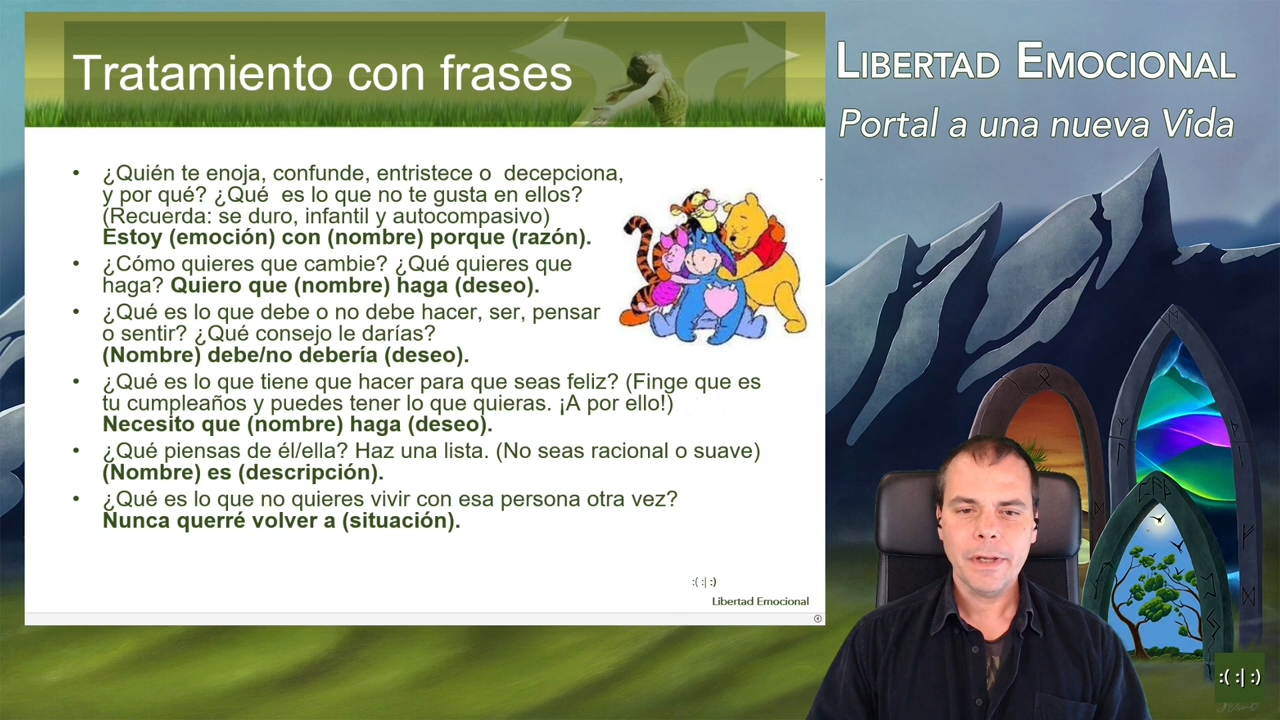 Tratamiento con frases
• ¿Quién te enoja, confunde, entristece o  decepciona,
y por qué? ¿Qué  es lo que no te gusta en ellos?
(Recuerda: se duro, infantil y autocompasivo)
Estoy (emoción) con (nombre) porque (razón).
• ¿Cómo quieres que cambie? ¿Qué quieres que
haga? Quiero que (nombre) haga (deseo).
• ¿Qué es lo que debe o no debe hacer, ser, pensar
o sentir? ¿Qué consejo le darías?
(Nombre) debe/no debería (deseo).
• ¿Qué es lo que tiene que hacer para que seas feliz? (Finge que es
tu cumpleaños y puedes tener lo que quieras. ¡A por ello!)
Necesito que (nombre) haga (deseo).
• ¿Qué piensas de él/ella? Haz una lista. (No seas racional o suave)
(Nombre) es (descripción).
• ¿Qué es lo que no quieres vivir con esa persona otra vez?
Nunca querré volver a (situación).
:( :| :)
Libertad Emocional
LIBERTAD EMOCIONAL
Portal a una nueva Vida
:( :| :)